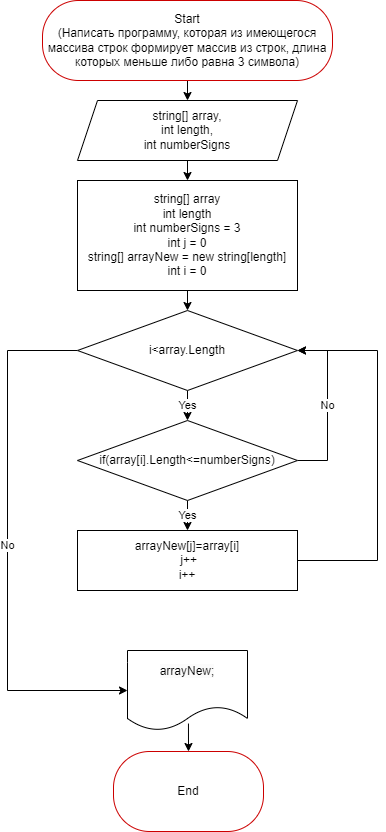 Start
(Написать программу, которая из имеющегося
массива строк формирует массив из строк, длина
которых меньше либо равна 3 символа)
string[] array,
int length,
int numberSigns
string[] array
int length
int numberSigns = 3
int j = 0
string[] arrayNew = new string[length]
int i = 0
i<array.Length
Yes
No
if(array[i].Length<=numberSigns)
Yes
arrayNew[j]=array[i]
j++
i++
No
arrayNew;
End